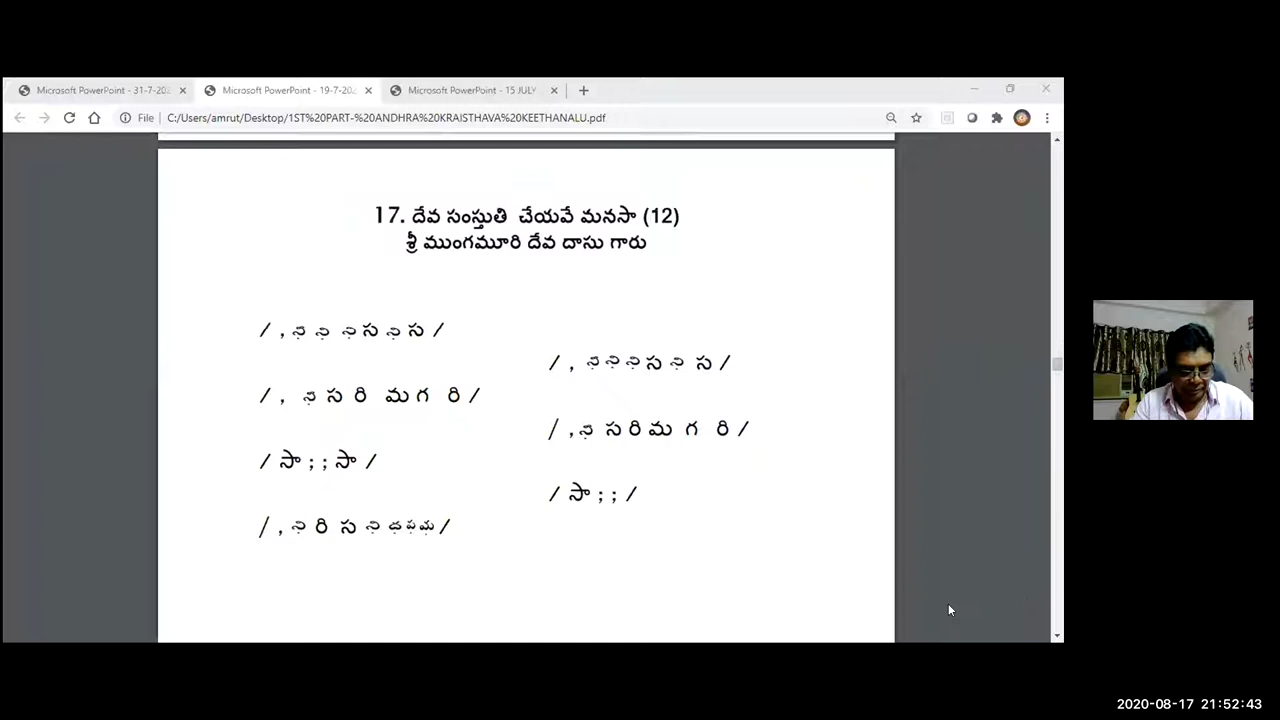 Microsoft PowerPoint - 31-7-202
Microsoft PowerPoint - 19-7-202
Microsoft PowerPoint - 15 JULY
File | C:/Users/amrut/Desktop/1ST%20PART-%20ANDHRA%20KRAISTHAVA%20KEETHANALU.pdf
17. దేవ సంస్తుతి చేయవే మనసా (12)
శ్రీ ముంగమూరి దేవ దాసు గారు
/ , ని ని ని స ని స /
/ , ని ని ని స ని స /
/ , ని స రి మ గ రి /
/ , ని స రి మ గ రి /
/ సా ; ; సా /
/ సా ; ; /
/ , ని రి స ని ద ప మ /
2020-08-17 21:52:43